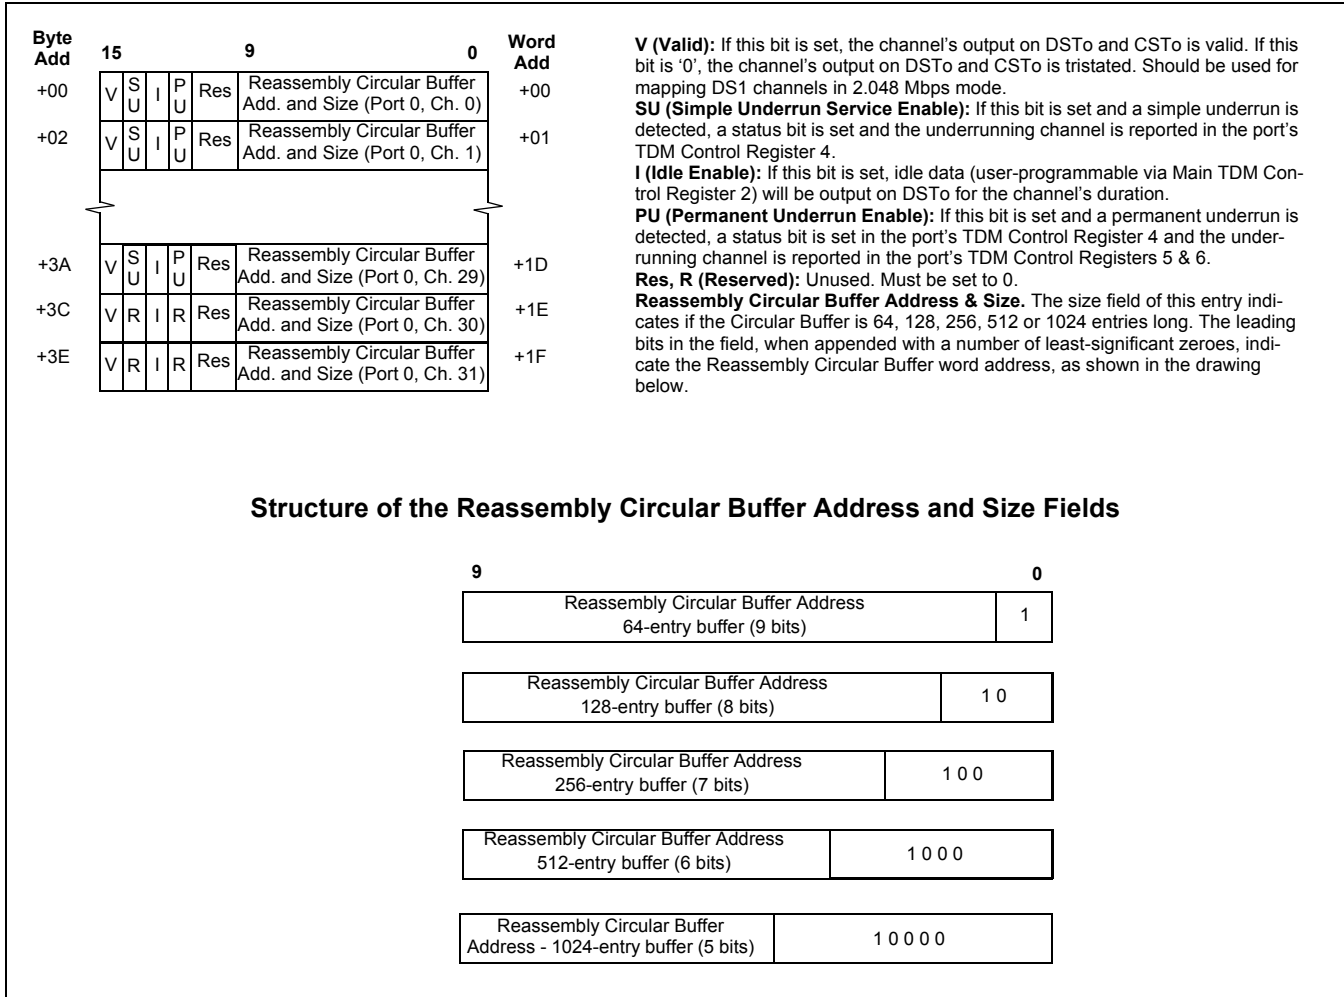 Byte Add 15 9 0 Word Add
+00 V SU I PU Res Reassembly Circular Buffer Add. and Size (Port 0, Ch. 0) +00
+02 V SU I PU Res Reassembly Circular Buffer Add. and Size (Port 0, Ch. 1) +01
+3A V SU I PU Res Reassembly Circular Buffer Add. and Size (Port 0, Ch. 29) +1D
+3C V R I R Res Reassembly Circular Buffer Add. and Size (Port 0, Ch. 30) +1E
+3E V R I R Res Reassembly Circular Buffer Add. and Size (Port 0, Ch. 31) +1F
V (Valid): If this bit is set, the channel's output on DSTo and CSTo is valid. If this
bit is '0', the channel's output on DSTo and CSTo is tristated. Should be used for
mapping DS1 channels in 2.048 Mbps mode.
SU (Simple Underrun Service Enable): If this bit is set and a simple underrun is
detected, a status bit is set and the underrunning channel is reported in the port's
TDM Control Register 4.
I (Idle Enable): If this bit is set, idle data (user-programmable via Main TDM Con-
trol Register 2) will be output on DSTo for the channel's duration.
PU (Permanent Underrun Enable): If this bit is set and a permanent underrun is
detected, a status bit is set in the port's TDM Control Register 4 and the under-
running channel is reported in the port's TDM Control Registers 5 & 6.
Res, R (Reserved): Unused. Must be set to 0.
Reassembly Circular Buffer Address & Size. The size field of this entry indi-
cates if the Circular Buffer is 64, 128, 256, 512 or 1024 entries long. The leading
bits in the field, when appended with a number of least-significant zeroes, indi-
cate the Reassembly Circular Buffer word address, as shown in the drawing
below.
Structure of the Reassembly Circular Buffer Address and Size Fields
9 0
Reassembly Circular Buffer Address
64-entry buffer (9 bits) 1
Reassembly Circular Buffer Address
128-entry buffer (8 bits) 1 0
Reassembly Circular Buffer Address
256-entry buffer (7 bits) 1 0 0
Reassembly Circular Buffer Address
512-entry buffer (6 bits) 1 0 0 0
Reassembly Circular Buffer
Address - 1024-entry buffer (5 bits) 1 0 0 0 0